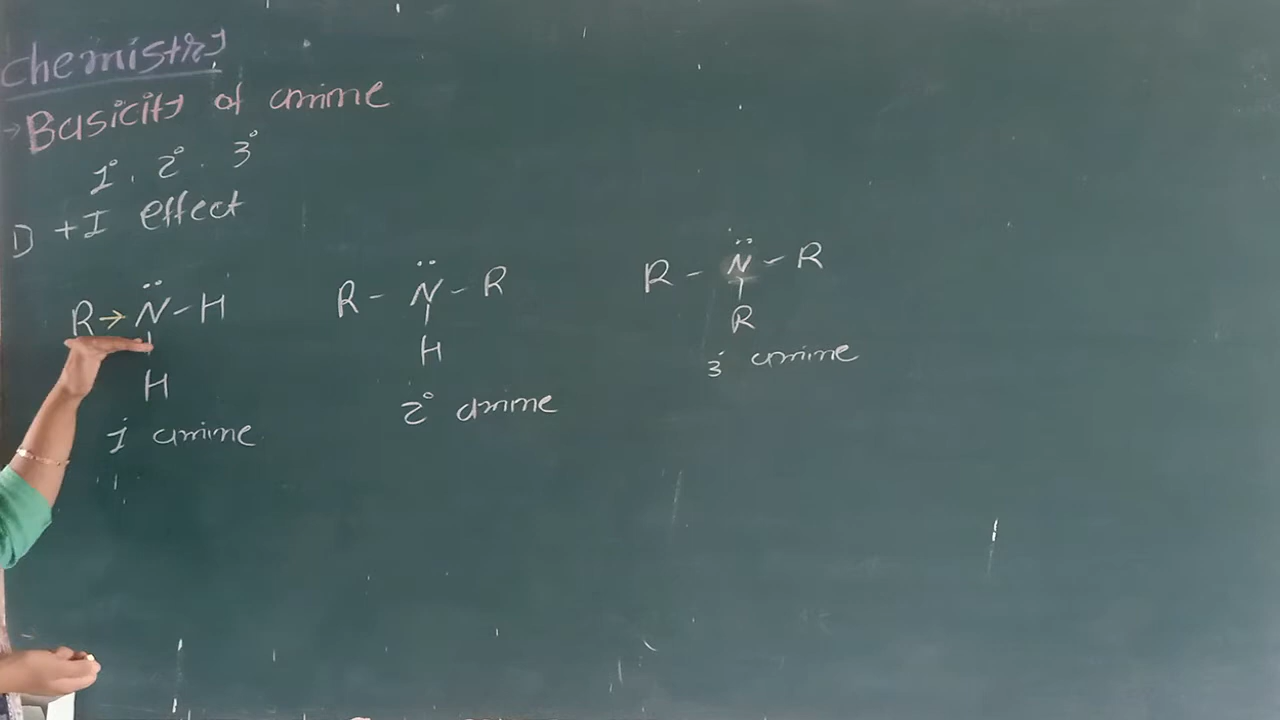 Chemistry
→ Basicity of amine
1°, 2°. 3°
1) +I effect
R→N̈-H
H
1° amine
R-N̈-R
H
2° amine
R-N̈-R
R
3° amine